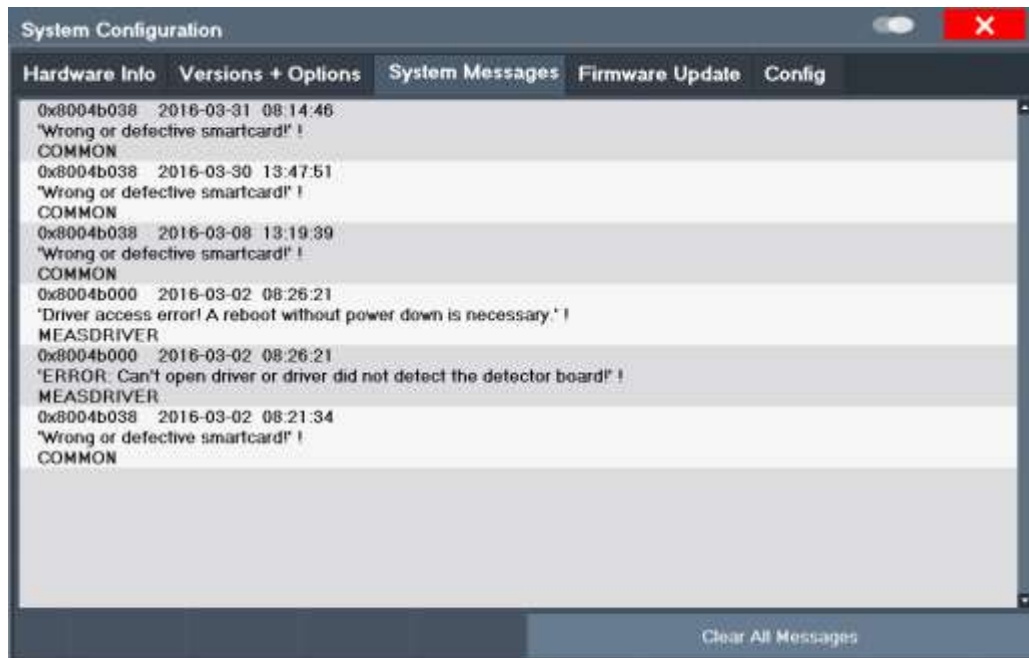 System Configuration
Hardware Info Versions + Options System Messages Firmware Update Config
0x8004b038 2016-03-31 08:14:46
'Wrong or defective smartcard!' !
COMMON
0x8004b038 2016-03-30 13:47:51
'Wrong or defective smartcard!' !
COMMON
0x8004b038 2016-03-08 13:19:39
'Wrong or defective smartcard!' !
COMMON
0x8004b000 2016-03-02 08:26:21
'Driver access error! A reboot without power down is necessary.' !
MEASDRIVER
0x8004b000 2016-03-02 08:26:21
'ERROR: Can't open driver or driver did not detect the detector board!' !
MEASDRIVER
0x8004b038 2016-03-02 08:21:34
'Wrong or defective smartcard!' !
COMMON
Clear All Messages